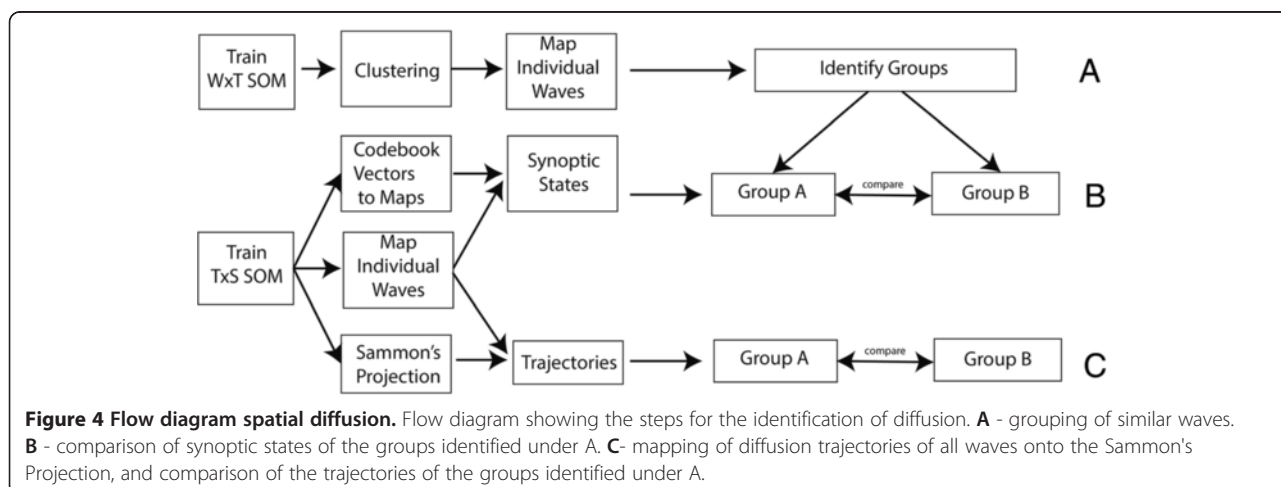 Train
WxT SOM
Clustering
Map
Individual
Waves
Identify Groups
A
Codebook
Vectors
to Maps
Synoptic
States
Group A
compare
Group B
B
Train
TxS SOM
Map
Individual
Waves
Sammon's
Projection
Trajectories
Group A
compare
Group B
C
Figure 4 Flow diagram spatial diffusion. Flow diagram showing the steps for the identification of diffusion. A - grouping of similar waves.
B - comparison of synoptic states of the groups identified under A. C- mapping of diffusion trajectories of all waves onto the Sammon's
Projection, and comparison of the trajectories of the groups identified under A.